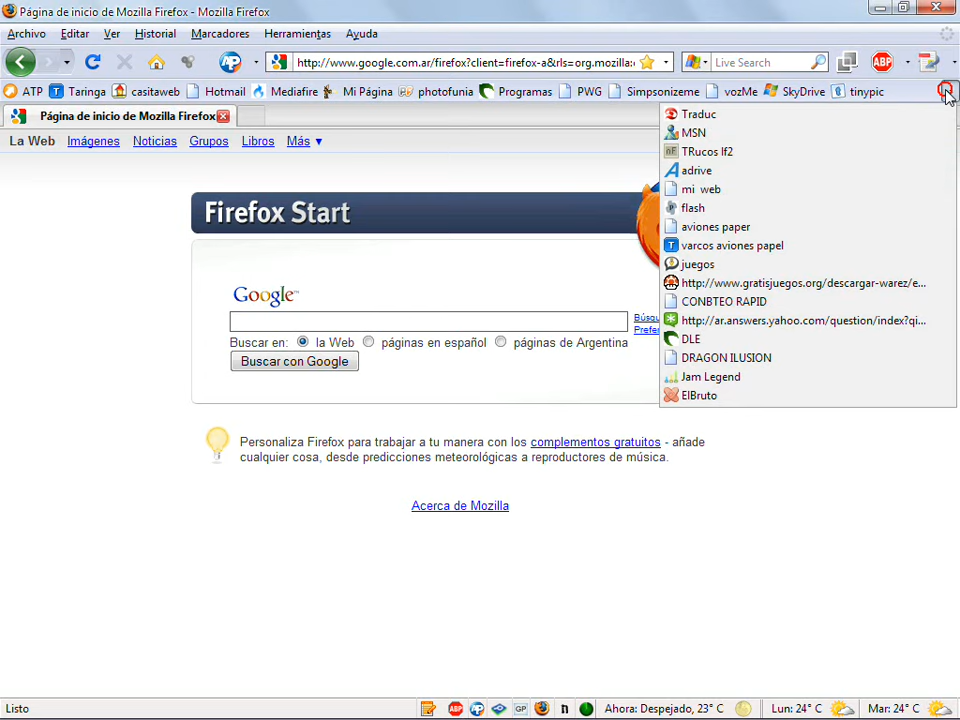 Página de inicio de Mozilla Firefox - Mozilla Firefox
Archivo Editar Ver Historial Marcadores Herramientas Ayuda
http://www.google.com.ar/firefox?client=firefox-a&rls=org.mozilla: Live Search ABP
ATP Taringa casitaweb Hotmail Mediafire Mi Página photofunia Programas PWG Simpsonizeme vozMe SkyDrive tinypic
Página de inicio de Mozilla Firefox
La Web Imágenes Noticias Grupos Libros Más ▼
Traduc
MSN
TRucos lf2
adrive
mi web
flash
aviones paper
varcos aviones papel
juegos
http://www.gratisjuegos.org/descargar-warez/e...
CONBTEO RAPID
http://ar.answers.yahoo.com/question/index?qi...
DLE
DRAGON ILUSION
Jam Legend
ElBruto
Firefox Start
Google™
Búsqu
Prefer
Buscar en: la Web páginas en español páginas de Argentina
Buscar con Google
Personaliza Firefox para trabajar a tu manera con los complementos gratuitos - añade
cualquier cosa, desde predicciones meteorológicas a reproductores de música.
Acerca de Mozilla
Listo ABP GP n Ahora: Despejado, 23° C Lun: 24° C Mar: 24° C